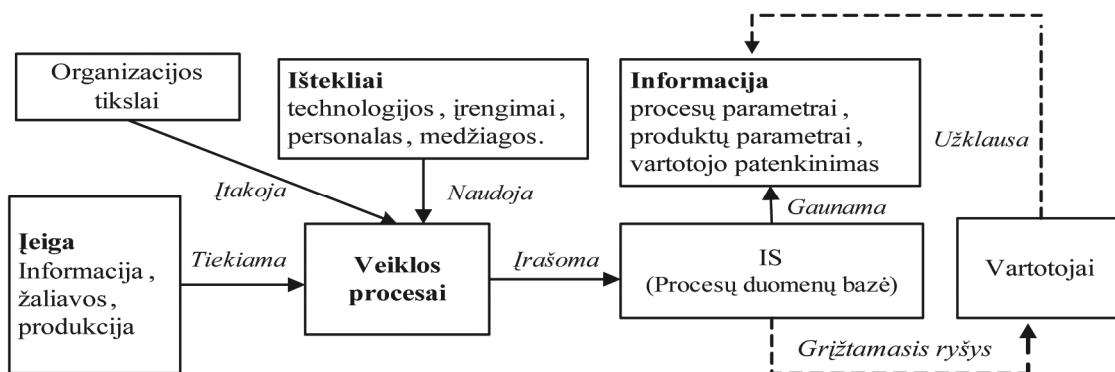 Organizacijos
tikslai
Ištekliai
technologijos , įrengimai ,
personalas , medžiagos.
Informacija
procesų parametrai ,
produktų parametrai ,
vartotojo patenkinimas
Užklausa
Įtakoja
Naudoja
Gaunama
Įeiga
Informacija ,
žaliavos ,
produkcija
Tiekiama
Veiklos
procesai
Įrašoma
IS
(Procesų duomenų bazė)
Vartotojai
Grįžtamasis ryšys